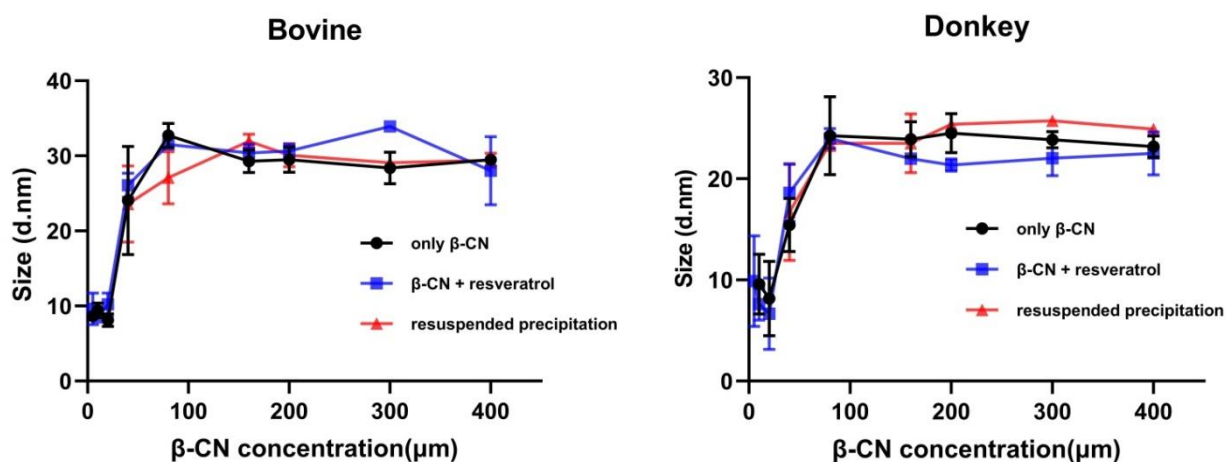 Bovine
40
30
20
10
0
Size (d.nm)
0 100 200 300 400
β-CN concentration(μm)
only β-CN
β-CN + resveratrol
resuspended precipitation
Donkey
30
20
10
0
Size (d.nm)
0 100 200 300 400
β-CN concentration(μm)
only β-CN
β-CN + resveratrol
resuspended precipitation